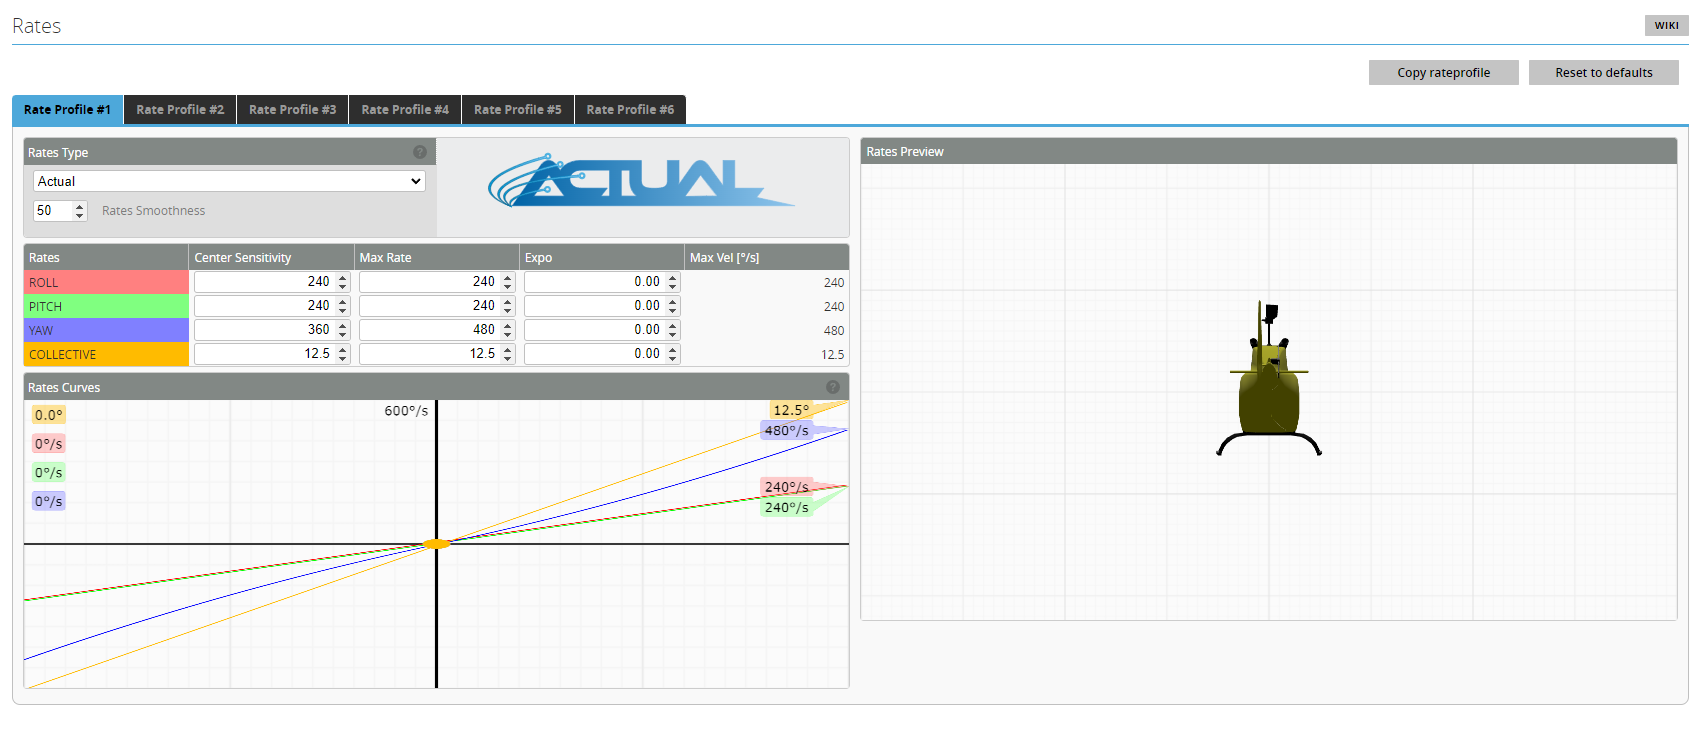 Rates
WIKI
Copy rateprofile Reset to defaults
Rate Profile #1 Rate Profile #2 Rate Profile #3 Rate Profile #4 Rate Profile #5 Rate Profile #6
Rates Type ?
Actual
50 Rates Smoothness
ACTUAL
Rates Center Sensitivity Max Rate Expo Max Vel [°/s]
ROLL 240 240 0.00 240
PITCH 240 240 0.00 240
YAW 360 480 0.00 480
COLLECTIVE 12.5 12.5 0.00 12.5
Rates Curves ?
0.0° 600°/s 12.5°
480°/s
0°/s
0°/s
240°/s
0°/s
240°/s
Rates Preview